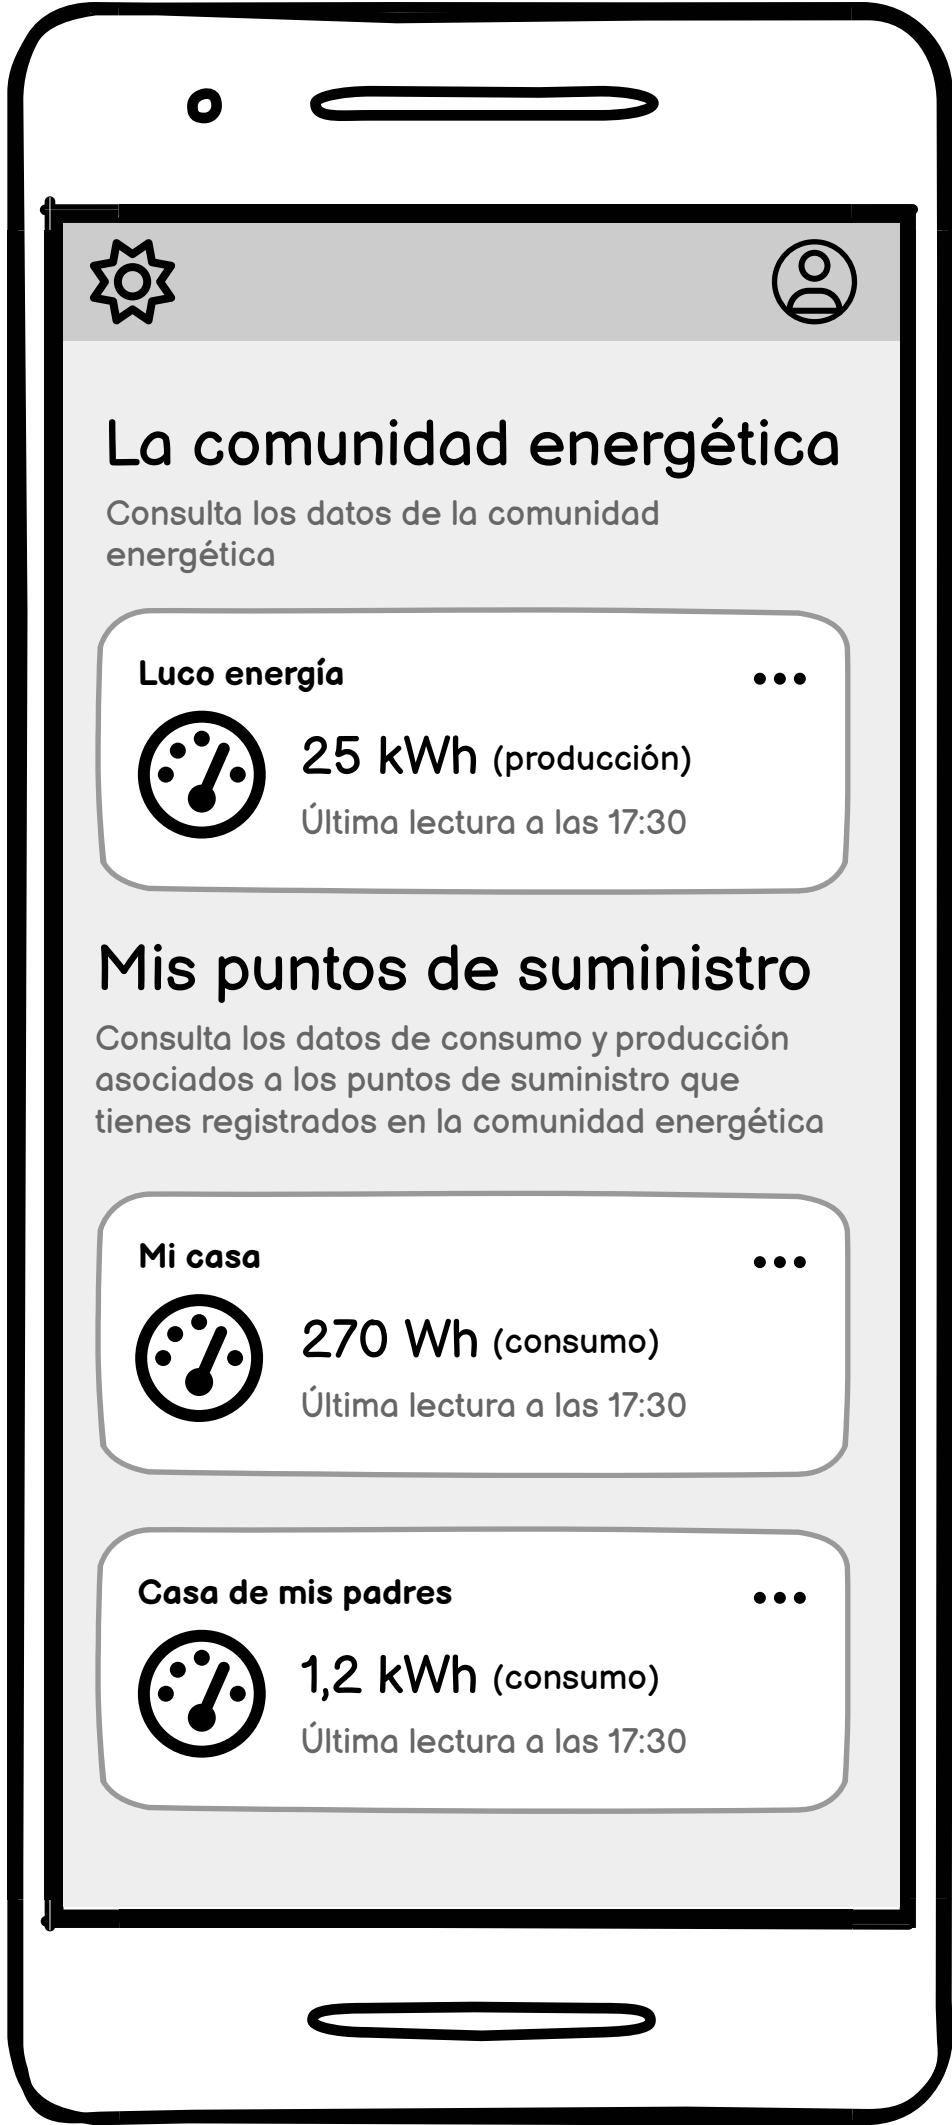 La comunidad energética
Consulta los datos de la comunidad
energética
Luco energía
25 kWh (producción)
Última lectura a las 17:30
Mis puntos de suministro
Consulta los datos de consumo y producción
asociados a los puntos de suministro que
tienes registrados en la comunidad energética
Mi casa
270 Wh (consumo)
Última lectura a las 17:30
Casa de mis padres
1,2 kWh (consumo)
Última lectura a las 17:30